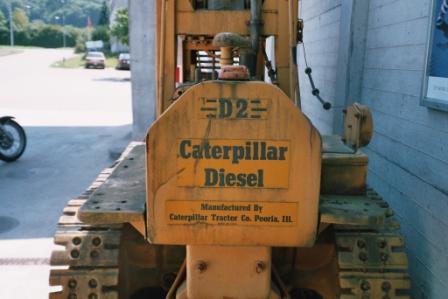 D2
Caterpillar
Diesel
Manufactured By
Caterpillar Tractor Co. Peoria, Ill.